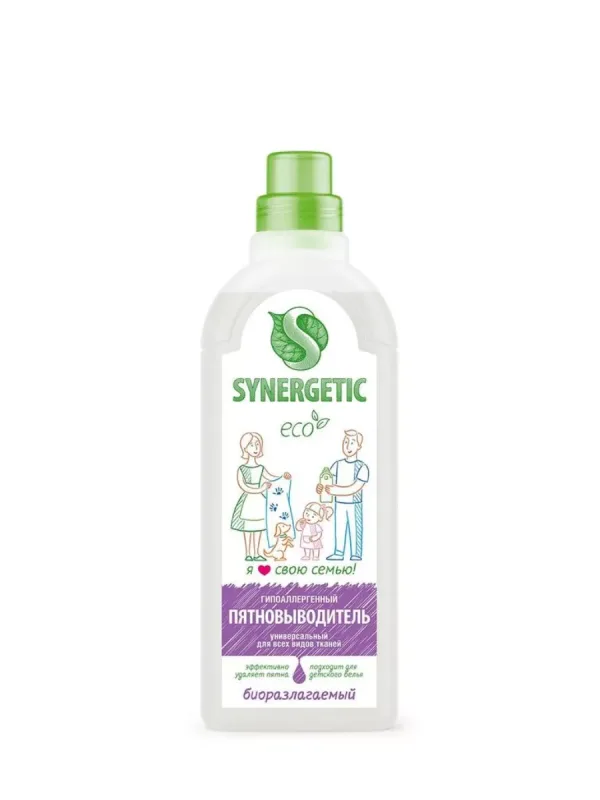 SYNERGETIC
eco
я ❤ свою семью!
ГИПОАЛЛЕРГЕННЫЙ
ПЯТНОВЫВОДИТЕЛЬ
универсальный
для всех видов тканей
эффективно
удаляет пятна
подходит для
детского белья
биоразлагаемый